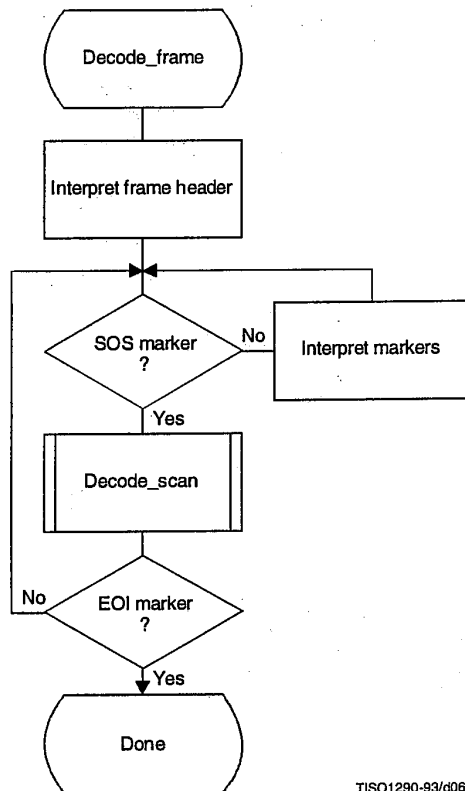 Decode_frame
Interpret frame header
SOS marker
?
No
Interpret markers
Yes
Decode_scan
No
EOI marker
?
Yes
Done
TISO1290-93/d06